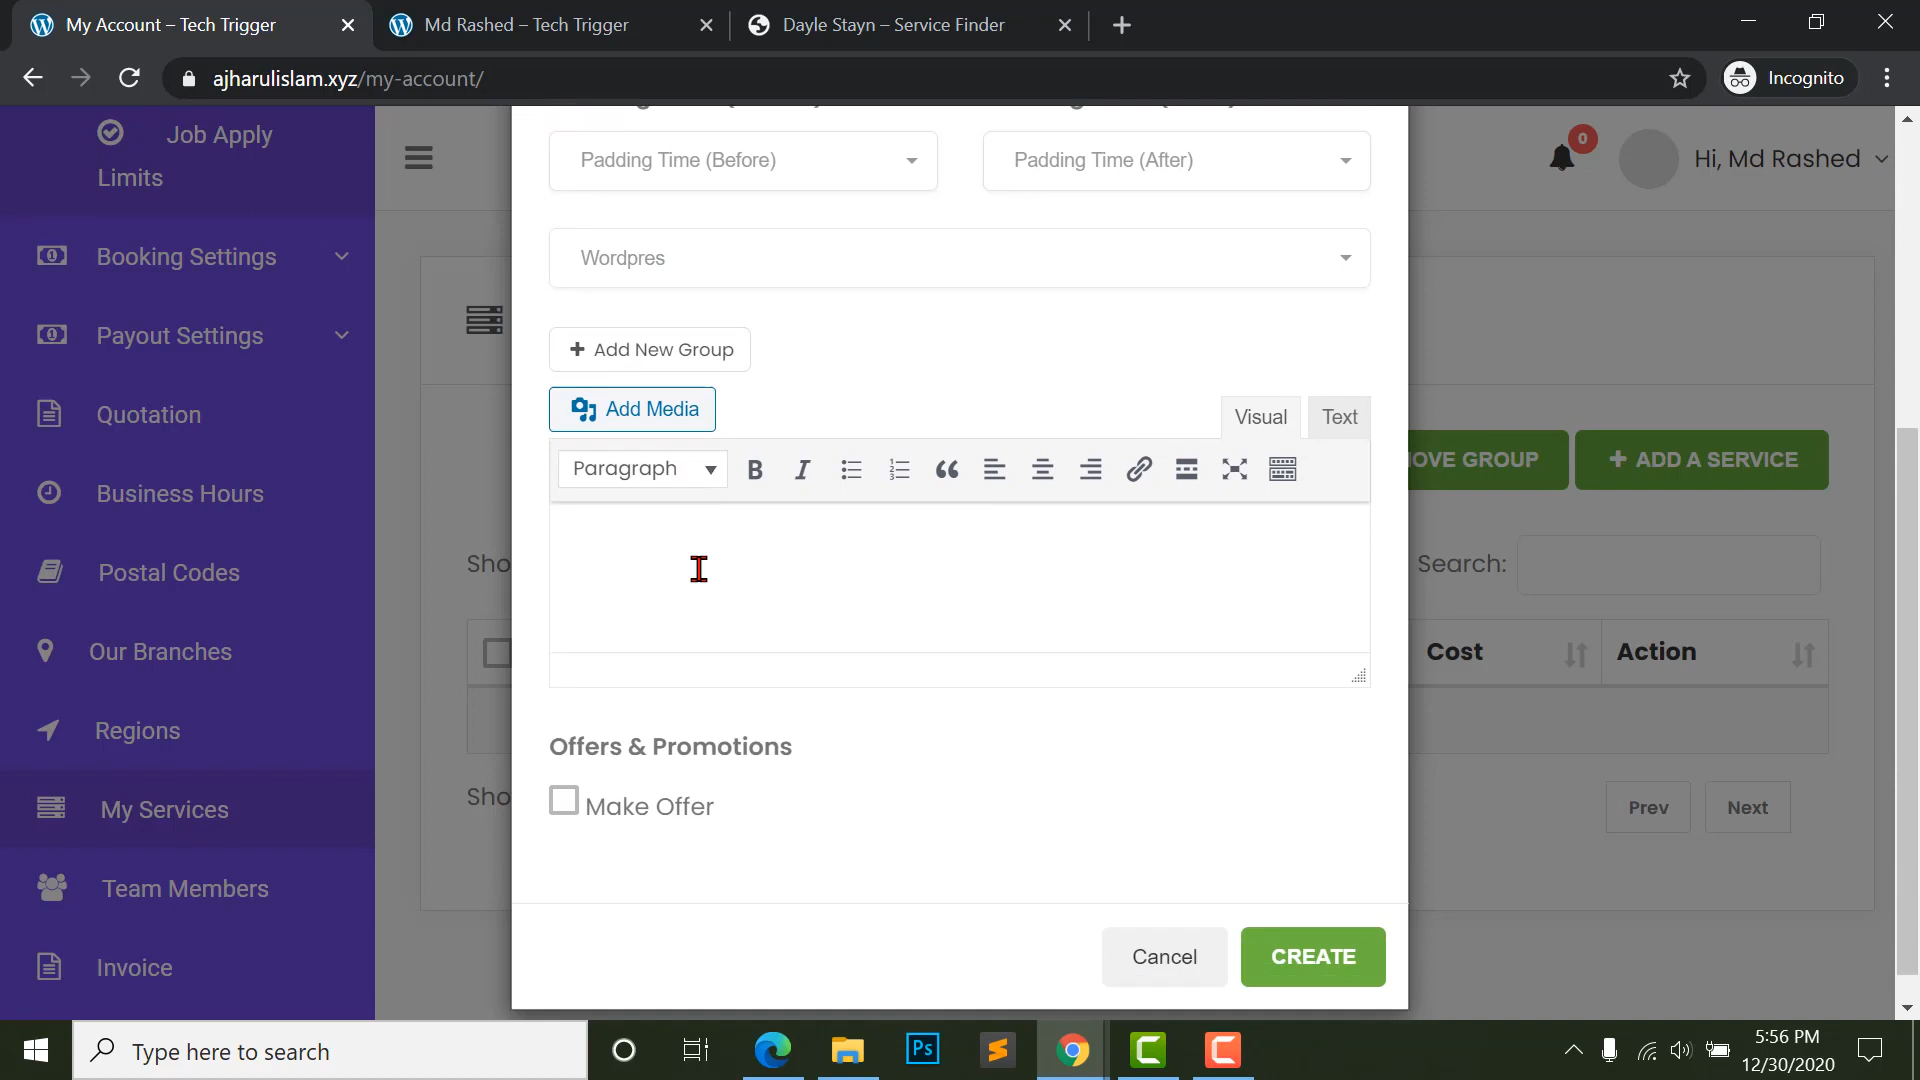 My Account – Tech Trigger
Md Rashed – Tech Trigger
Dayle Stayn – Service Finder
ajharulislam.xyz/my-account/
Incognito
Job Apply
Limits
Booking Settings
Payout Settings
Quotation
Business Hours
Postal Codes
Our Branches
Regions
My Services
Team Members
Invoice
0
Hi, Md Rashed
Padding Time (Before)
Padding Time (After)
Wordpres
+ Add New Group
Add Media
Visual
Text
Paragraph
B I
OVE GROUP
+ ADD A SERVICE
Sho
Search:
Cost
Action
Offers & Promotions
Make Offer
Sho
Prev
Next
Cancel
CREATE
Type here to search
Ps
5:56 PM
12/30/2020